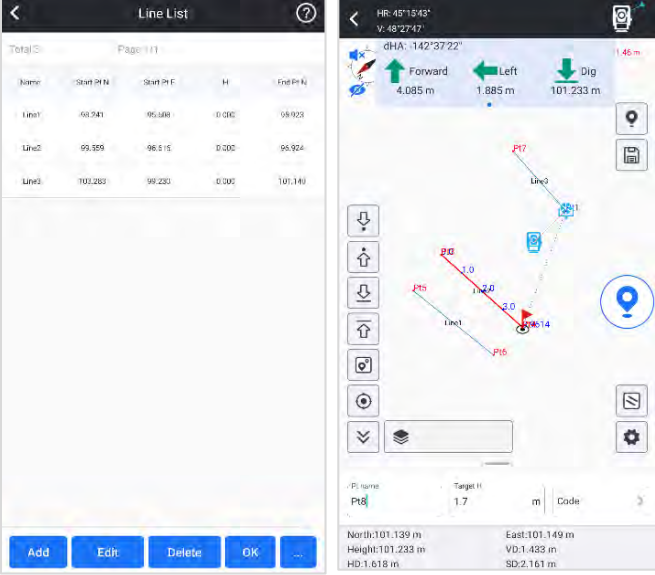 Line List
Total:3 Page:1/1
Name Start Pt N Start Pt E H End Pt N
Line1 95.608 0.000 98.923
Line2 99.559 96.616 0.000 96.924
Line3 103.283 99.230 0.000 101.149
Add Edit Delete OK ...
HR: 45°15'43"
V: 48°27'47"
dHA: -142°37'22"
1.46 m
Forward Left Dig
4.085 m 1.885 m 101.233 m
Pt7
Line3
1.0
Pt5 2.0
3.0
Line1
Pt6
Pt name Target H
Pt8 1.7 m Code
North:101.139 m East:101.149 m
Height:101.233 m VD:1.433 m
HD:1.618 m SD:2.161 m